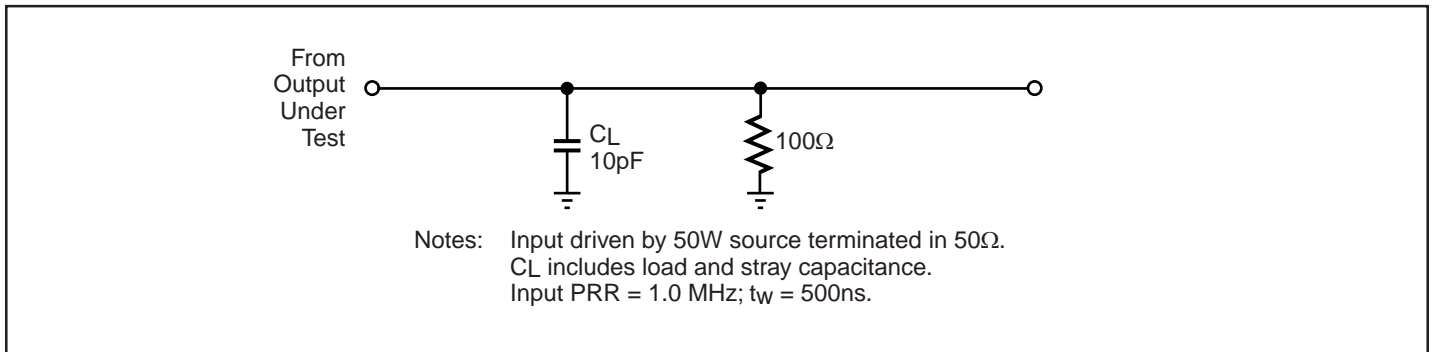 From
Output
Under
Test
CL
10pF
100Ω
Notes: Input driven by 50W source terminated in 50Ω.
CL includes load and stray capacitance.
Input PRR = 1.0 MHz; tw = 500ns.